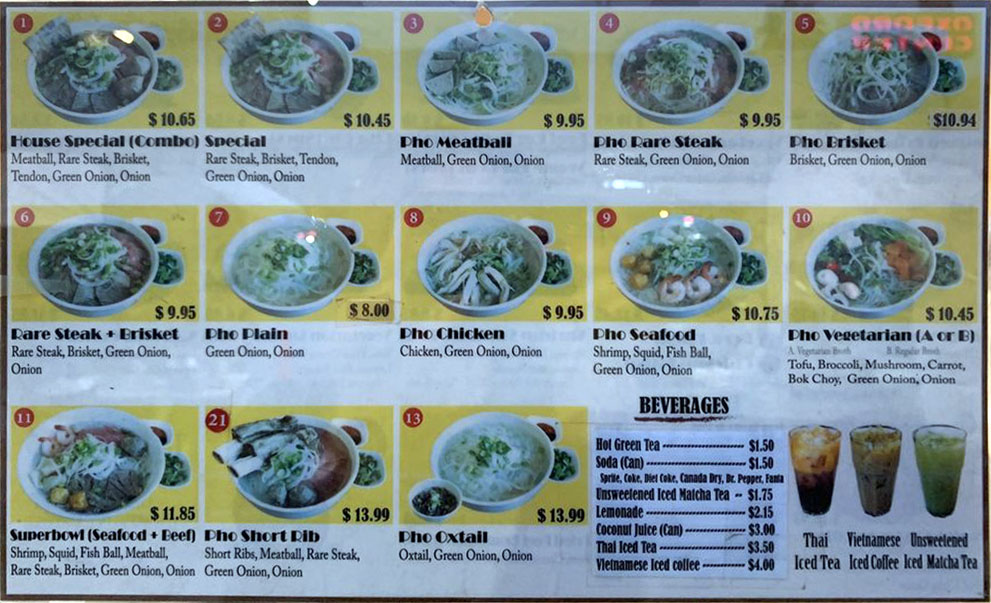 1
$ 10.65
House Special (Combo)
Meatball, Rare Steak, Brisket,
Tendon, Green Onion, Onion
2
$ 10.45
Special
Rare Steak, Brisket, Tendon,
Green Onion, Onion
3
$ 9.95
Pho Meatball
Meatball, Green Onion, Onion
4
$ 9.95
Pho Rare Steak
Rare Steak, Green Onion, Onion
5
$10.94
Pho Brisket
Brisket, Green Onion, Onion
6
$ 9.95
Rare Steak + Brisket
Rare Steak, Brisket, Green Onion,
Onion
7
$ 8.00
Pho Plain
Green Onion, Onion
8
$ 9.95
Pho Chicken
Chicken, Green Onion, Onion
9
$ 10.75
Pho Seafood
Shrimp, Squid, Fish Ball,
Green Onion, Onion
10
$ 10.45
Pho Vegetarian (A or B)
A. Vegetarian Broth B. Regular Broth
Tofu, Broccoli, Mushroom, Carrot,
Bok Choy, Green Onion, Onion
11
$ 11.85
Superbowl (Seafood + Beef)
Shrimp, Squid, Fish Ball, Meatball,
Rare Steak, Brisket, Green Onion, Onion
21
$ 13.99
Pho Short Rib
Short Ribs, Meatball, Rare Steak,
Green Onion, Onion
13
$ 13.99
Pho Oxtail
Oxtail, Green Onion, Onion
BEVERAGES
Hot Green Tea $1.50
Soda (Can) $1.50
Sprite, Coke, Diet Coke, Canada Dry, Dr. Pepper, Fanta
Unsweetened Iced Matcha Tea $1.75
Lemonade $2.15
Coconut Juice (Can) $3.00
Thai Iced Tea $3.50
Vietnamese Iced coffee $4.00
Thai
Iced Tea
Vietnamese
Iced Coffee
Unsweetened
Iced Matcha Tea